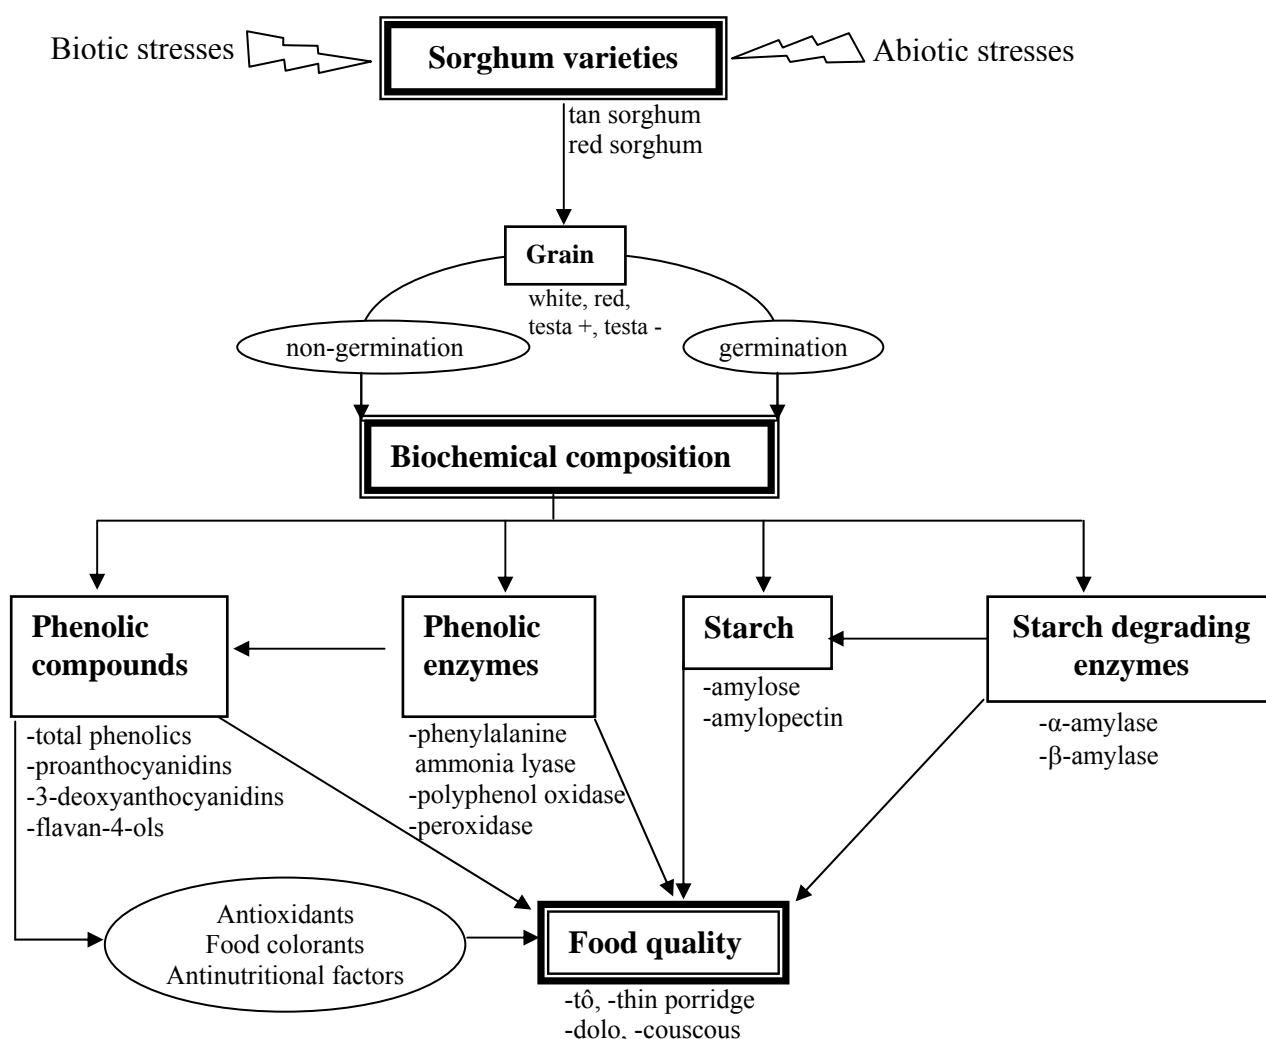 Biotic stresses
Sorghum varieties
Abiotic stresses
tan sorghum
red sorghum
Grain
white, red,
testa +, testa -
non-germination
germination
Biochemical composition
Phenolic
compounds
Phenolic
enzymes
Starch
Starch degrading
enzymes
-total phenolics
-proanthocyanidins
-3-deoxyanthocyanidins
-flavan-4-ols
-phenylalanine
ammonia lyase
-polyphenol oxidase
-peroxidase
-amylose
-amylopectin
-α-amylase
-β-amylase
Antioxidants
Food colorants
Antinutritional factors
Food quality
-tô, -thin porridge
-dolo, -couscous